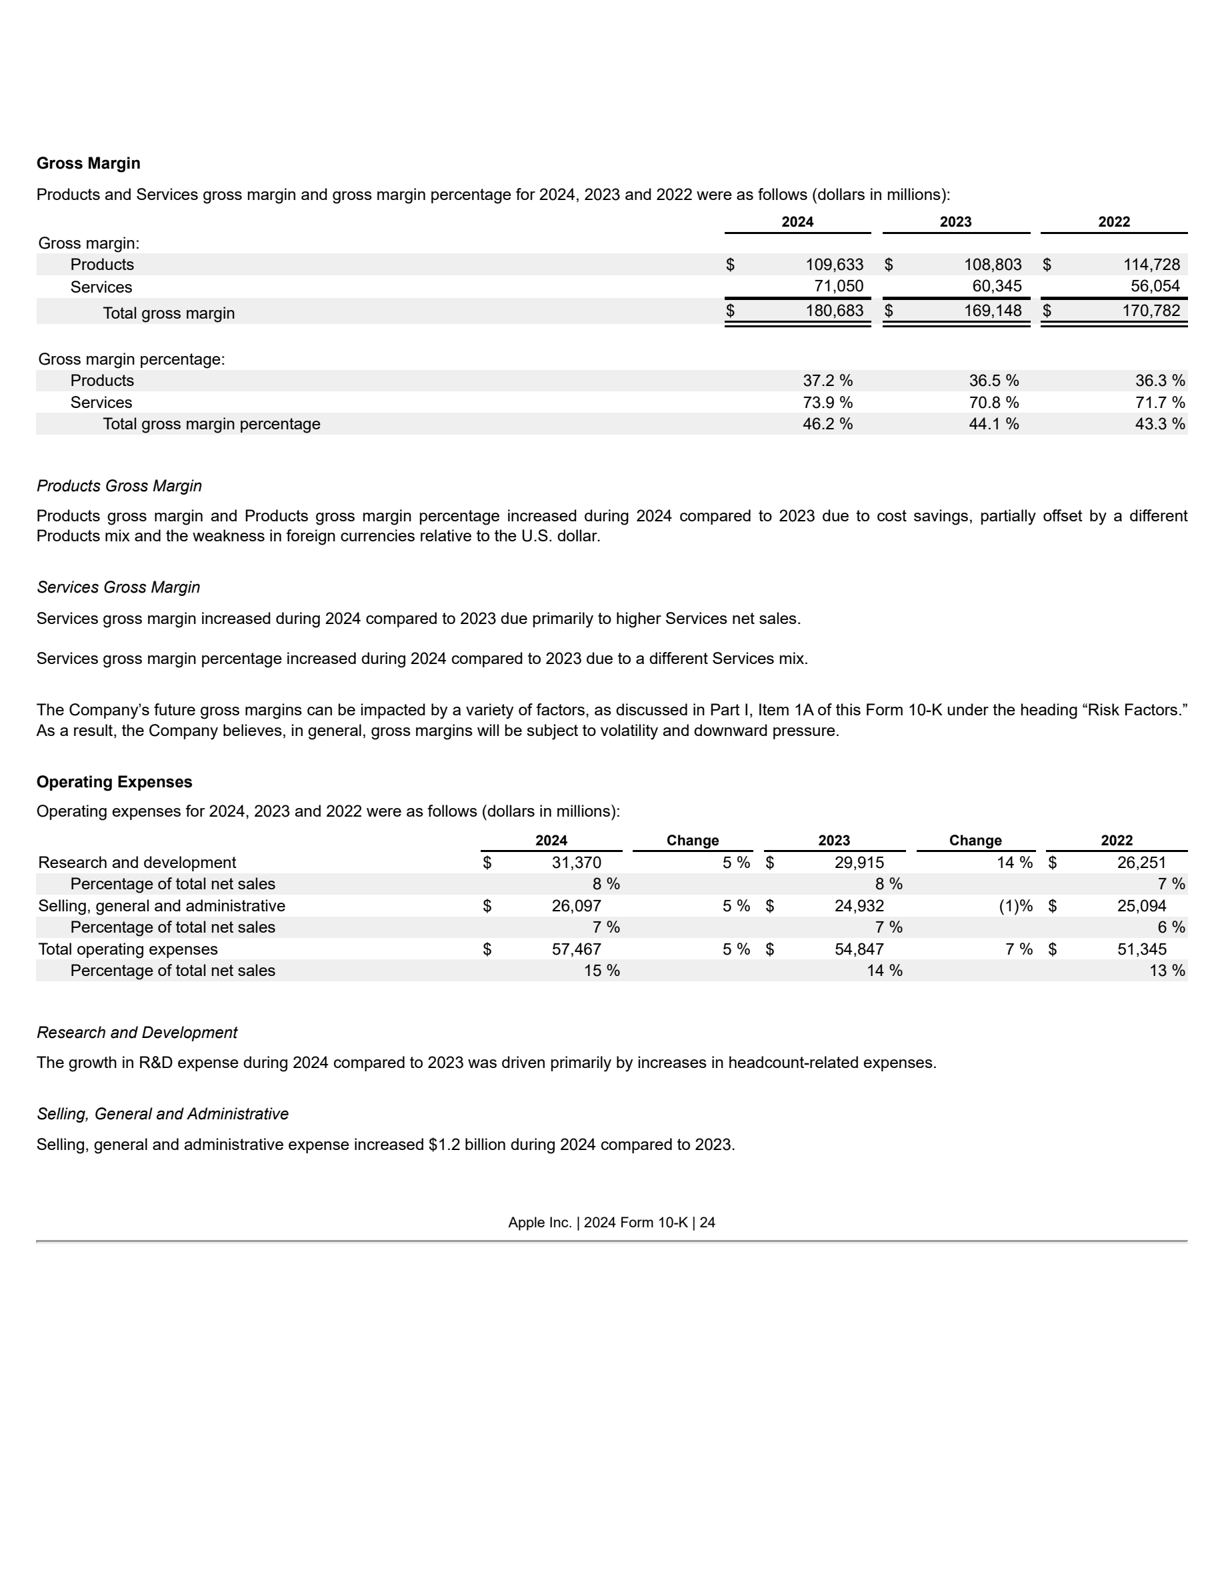 Gross Margin
Products and Services gross margin and gross margin percentage for 2024, 2023 and 2022 were as follows (dollars in millions):
2024 2023 2022
Gross margin:
Products $ 109,633 $ 108,803 $ 114,728
Services 71,050 60,345 56,054
Total gross margin $ 180,683 $ 169,148 $ 170,782
Gross margin percentage:
Products 37.2 % 36.5 % 36.3 %
Services 73.9 % 70.8 % 71.7 %
Total gross margin percentage 46.2 % 44.1 % 43.3 %
Products Gross Margin
Products gross margin and Products gross margin percentage increased during 2024 compared to 2023 due to cost savings, partially offset by a different
Products mix and the weakness in foreign currencies relative to the U.S. dollar.
Services Gross Margin
Services gross margin increased during 2024 compared to 2023 due primarily to higher Services net sales.
Services gross margin percentage increased during 2024 compared to 2023 due to a different Services mix.
The Company’s future gross margins can be impacted by a variety of factors, as discussed in Part I, Item 1A of this Form 10-K under the heading “Risk Factors.”
As a result, the Company believes, in general, gross margins will be subject to volatility and downward pressure.
Operating Expenses
Operating expenses for 2024, 2023 and 2022 were as follows (dollars in millions):
2024 Change 2023 Change 2022
Research and development $ 31,370 5 % $ 29,915 14 % $ 26,251
Percentage of total net sales 8 % 8 % 7 %
Selling, general and administrative $ 26,097 5 % $ 24,932 (1)% $ 25,094
Percentage of total net sales 7 % 7 % 6 %
Total operating expenses $ 57,467 5 % $ 54,847 7 % $ 51,345
Percentage of total net sales 15 % 14 % 13 %
Research and Development
The growth in R&D expense during 2024 compared to 2023 was driven primarily by increases in headcount-related expenses.
Selling, General and Administrative
Selling, general and administrative expense increased $1.2 billion during 2024 compared to 2023.
Apple Inc. | 2024 Form 10-K | 24